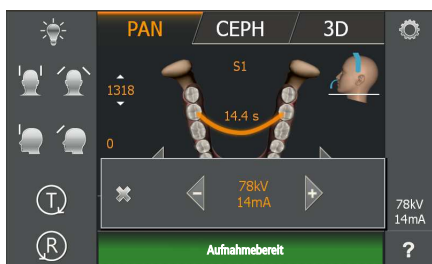 PAN
CEPH
3D
S1
1318
14.4 s
0
78kV
14mA
78kV
14mA
T
R
Aufnahmebereit
?